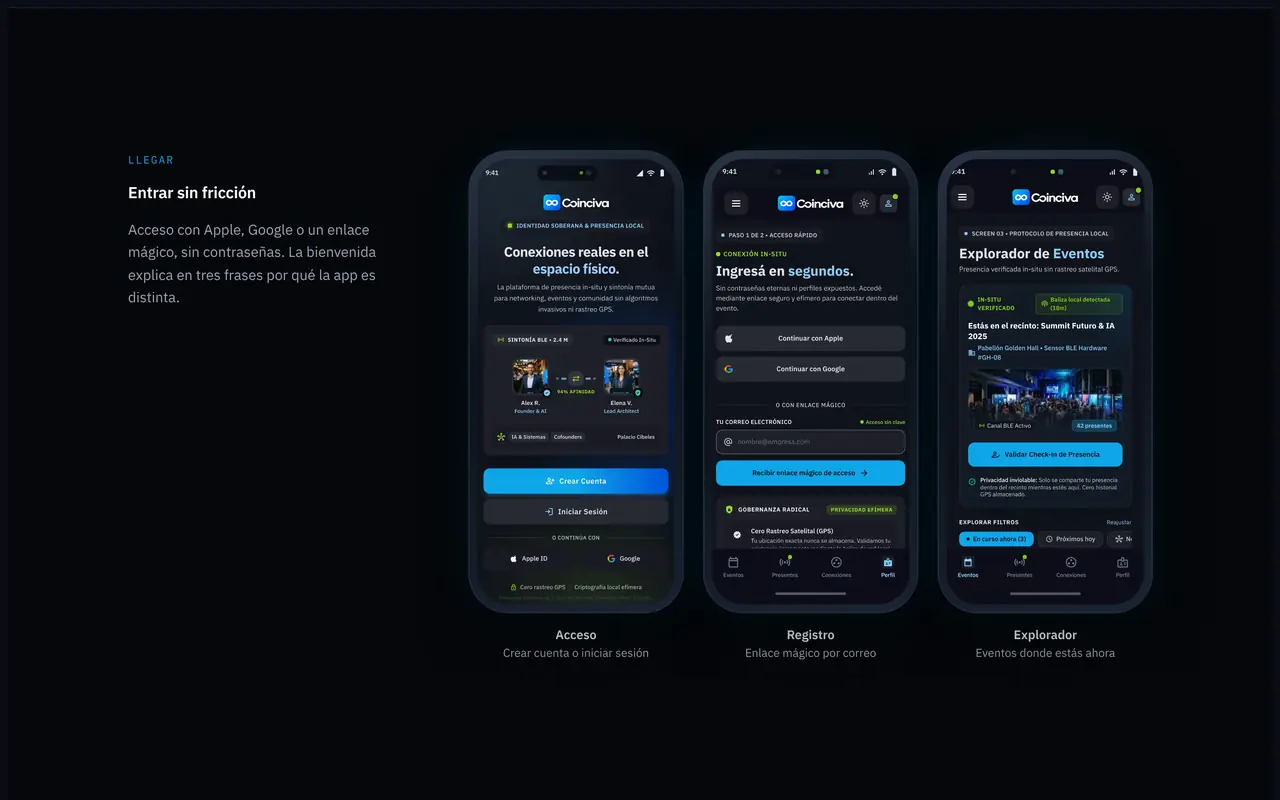 LLEGAR
Entrar sin fricción
Acceso con Apple, Google o un enlace
mágico, sin contraseñas. La bienvenida
explica en tres frases por qué la app es
distinta.
9:41
Coinciva
IDENTIDAD SOBERANA & PRESENCIA LOCAL
Conexiones reales en el
espacio físico.
La plataforma de presencia in-situ y sintonía mutua
para networking, eventos y comunidad sin algoritmos
invasivos ni rastreo GPS.
SINTONÍA BLE • 2.4 M
Verificado In-Situ
94% AFINIDAD
Alex R.
Founder & AI
Elena V.
Lead Architect
IA & Sistemas
Cofounders
Palacio Cibeles
Crear Cuenta
Iniciar Sesión
O CONTINÚA CON
Apple ID
Google
Cero rastreo GPS
Criptografía local efímera
Acceso
Crear cuenta o iniciar sesión
9:41
Coinciva
PASO 1 DE 2 • ACCESO RÁPIDO
CONEXIÓN IN-SITU
Ingresá en segundos.
Sin contraseñas eternas ni perfiles expuestos. Accedé
mediante enlace seguro y efímero para conectar dentro del
evento.
Continuar con Apple
Continuar con Google
O CON ENLACE MÁGICO
TU CORREO ELECTRÓNICO
Acceso sin clave
nombre@empresa.com
Recibir enlace mágico de acceso →
GOBERNANZA RADICAL
PRIVACIDAD EFÍMERA
Cero Rastreo Satelital (GPS)
Tu ubicación exacta nunca se almacena. Validamos tu
Eventos
Presentes
Conexiones
Perfil
Registro
Enlace mágico por correo
9:41
Coinciva
SCREEN 03 • PROTOCOLO DE PRESENCIA LOCAL
Explorador de Eventos
Presencia verificada in-situ sin rastreo satelital GPS.
IN-SITU
VERIFICADO
Baliza local detectada
(18m)
Estás en el recinto: Summit Futuro & IA
2025
Pabellón Golden Hall • Sensor BLE Hardware
#GH-08
Canal BLE Activo
42 presentes
Validar Check-in de Presencia
Privacidad inviolable: Solo se comparte tu presencia
dentro del recinto mientras estés aquí. Cero historial
GPS almacenado.
EXPLORAR FILTROS
Reajustar
En curso ahora (3)
Próximos hoy
Eventos
Presentes
Conexiones
Perfil
Explorador
Eventos donde estás ahora